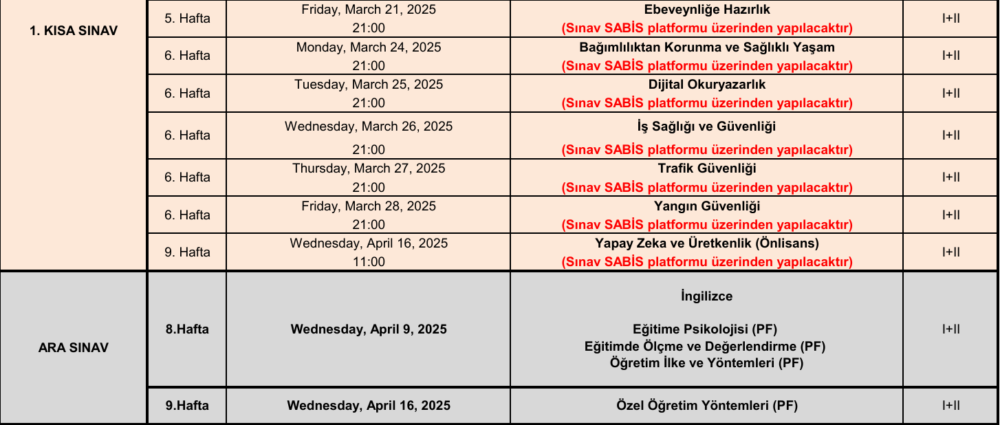 1. KISA SINAV
5. Hafta
Friday, March 21, 2025
21:00
Ebeveynliğe Hazırlık
(Sınav SABİS platformu üzerinden yapılacaktır)
I+II
6. Hafta
Monday, March 24, 2025
21:00
Bağımlılıktan Korunma ve Sağlıklı Yaşam
(Sınav SABİS platformu üzerinden yapılacaktır)
I+II
6. Hafta
Tuesday, March 25, 2025
21:00
Dijital Okuryazarlık
(Sınav SABİS platformu üzerinden yapılacaktır)
I+II
6. Hafta
Wednesday, March 26, 2025
21:00
İş Sağlığı ve Güvenliği
(Sınav SABİS platformu üzerinden yapılacaktır)
I+II
6. Hafta
Thursday, March 27, 2025
21:00
Trafik Güvenliği
(Sınav SABİS platformu üzerinden yapılacaktır)
I+II
6. Hafta
Friday, March 28, 2025
21:00
Yangın Güvenliği
(Sınav SABİS platformu üzerinden yapılacaktır)
I+II
9. Hafta
Wednesday, April 16, 2025
11:00
Yapay Zeka ve Üretkenlik (Önlisans)
(Sınav SABİS platformu üzerinden yapılacaktır)
I+II
ARA SINAV
8.Hafta
Wednesday, April 9, 2025
İngilizce
Eğitime Psikolojisi (PF)
Eğitimde Ölçme ve Değerlendirme (PF)
Öğretim İlke ve Yöntemleri (PF)
I+II
9.Hafta
Wednesday, April 16, 2025
Özel Öğretim Yöntemleri (PF)
I+II